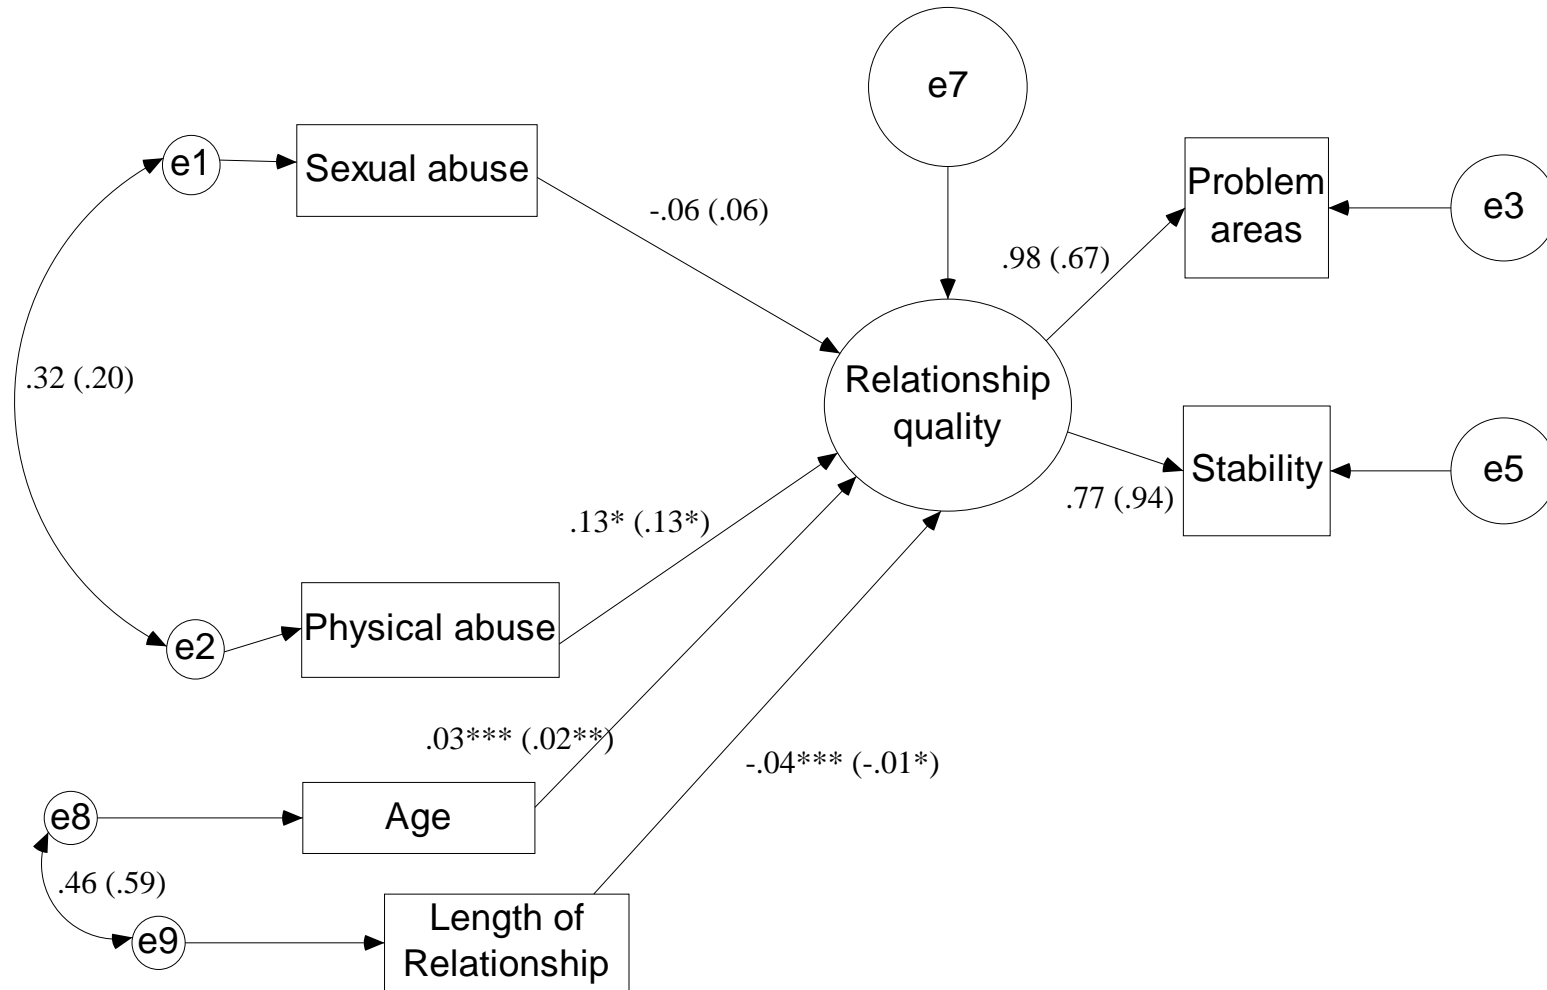 e7
e1
Sexual abuse
-.06 (.06)
Problem
areas
e3
.98 (.67)
.32 (.20)
Relationship
quality
Stability
e5
.77 (.94)
.13* (.13*)
e2
Physical abuse
.03*** (.02**)
-.04*** (-.01*)
e8
Age
.46 (.59)
e9
Length of
Relationship